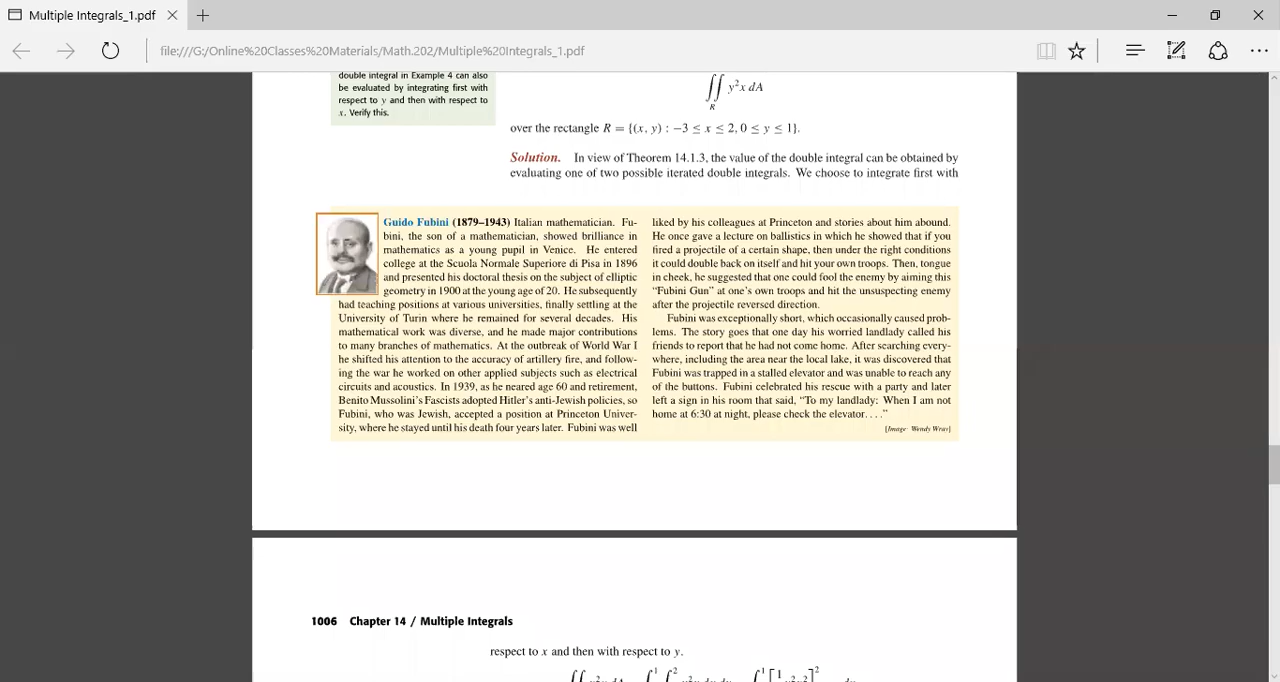 Multiple Integrals_1.pdf
file:///G:/Online%20Classes%20Materials/Math.202/Multiple%20Integrals_1.pdf
double integral in Example 4 can also
be evaluated by integrating first with
respect to y and then with respect to
x. Verify this.
∬ y²x dA
R
over the rectangle R = {(x, y) : −3 ≤ x ≤ 2, 0 ≤ y ≤ 1}.
Solution. In view of Theorem 14.1.3, the value of the double integral can be obtained by
evaluating one of two possible iterated double integrals. We choose to integrate first with
Guido Fubini (1879–1943) Italian mathematician. Fu-
bini, the son of a mathematician, showed brilliance in
mathematics as a young pupil in Venice. He entered
college at the Scuola Normale Superiore di Pisa in 1896
and presented his doctoral thesis on the subject of elliptic
geometry in 1900 at the young age of 20. He subsequently
had teaching positions at various universities, finally settling at the
University of Turin where he remained for several decades. His
mathematical work was diverse, and he made major contributions
to many branches of mathematics. At the outbreak of World War I
he shifted his attention to the accuracy of artillery fire, and follow-
ing the war he worked on other applied subjects such as electrical
circuits and acoustics. In 1939, as he neared age 60 and retirement,
Benito Mussolini's Fascists adopted Hitler's anti-Jewish policies, so
Fubini, who was Jewish, accepted a position at Princeton Univer-
sity, where he stayed until his death four years later. Fubini was well
liked by his colleagues at Princeton and stories about him abound.
He once gave a lecture on ballistics in which he showed that if you
fired a projectile of a certain shape, then under the right conditions
it could double back on itself and hit your own troops. Then, tongue
in cheek, he suggested that one could fool the enemy by aiming this
“Fubini Gun” at one's own troops and hit the unsuspecting enemy
after the projectile reversed direction.
Fubini was exceptionally short, which occasionally caused prob-
lems. The story goes that one day his worried landlady called his
friends to report that he had not come home. After searching every-
where, including the area near the local lake, it was discovered that
Fubini was trapped in a stalled elevator and was unable to reach any
of the buttons. Fubini celebrated his rescue with a party and later
left a sign in his room that said, “To my landlady: When I am not
home at 6:30 at night, please check the elevator. . . .”
[Image: Wendy Wray]
1006 Chapter 14 / Multiple Integrals
respect to x and then with respect to y.